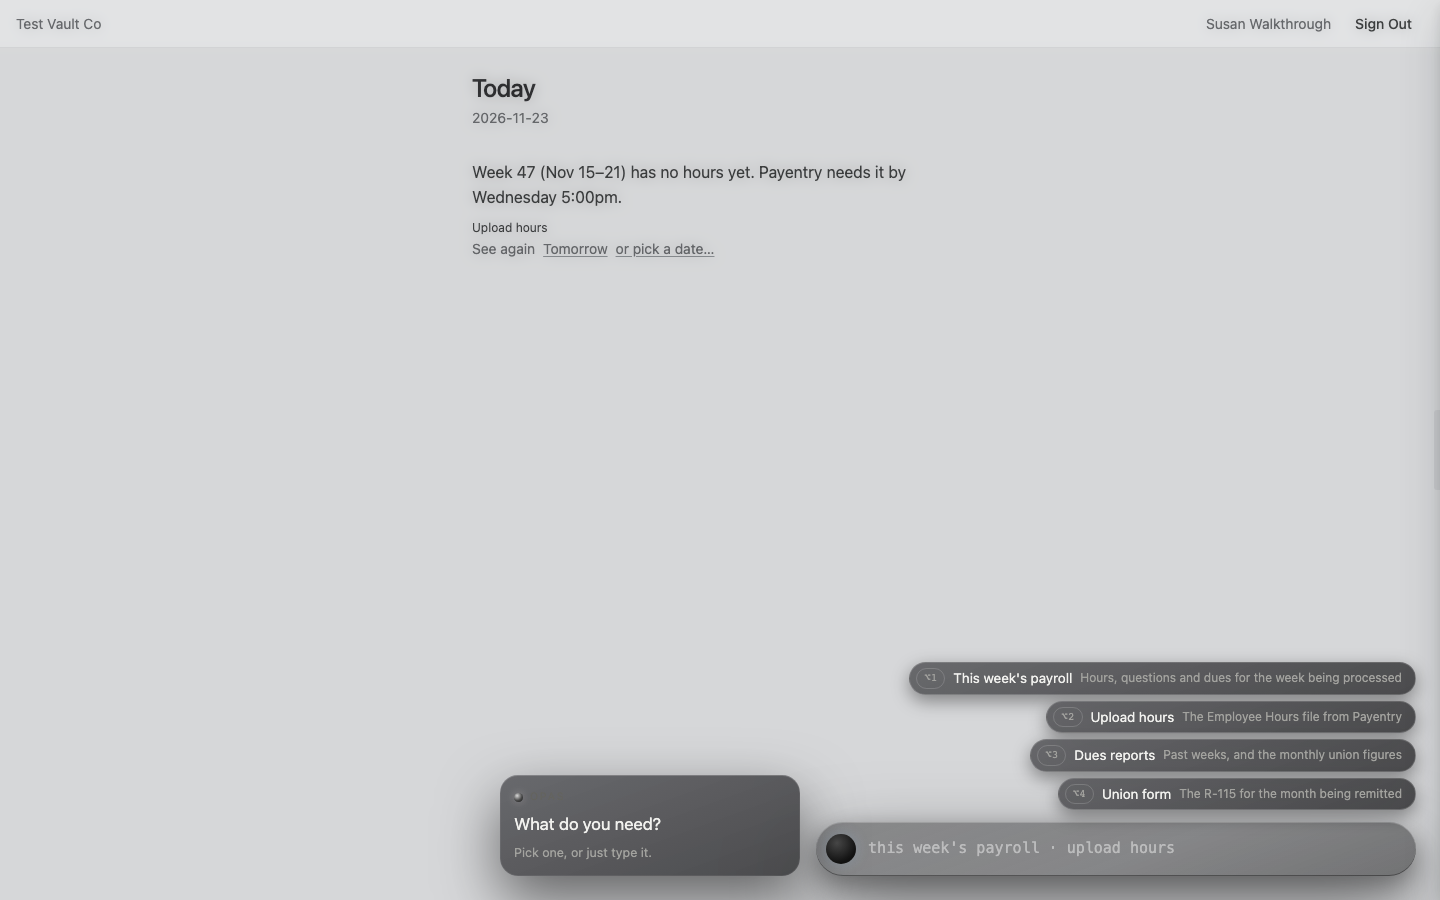 Test Vault Co
Susan Walkthrough
Sign Out
Today
2026-11-23
Week 47 (Nov 15–21) has no hours yet. Payentry needs it by
Wednesday 5:00pm.
Upload hours
See again Tomorrow or pick a date…
⌥1 This week's payroll Hours, questions and dues for the week being processed
⌥2 Upload hours The Employee Hours file from Payentry
⌥3 Dues reports Past weeks, and the monthly union figures
⌥4 Union form The R-115 for the month being remitted
What do you need?
Pick one, or just type it.
this week's payroll · upload hours